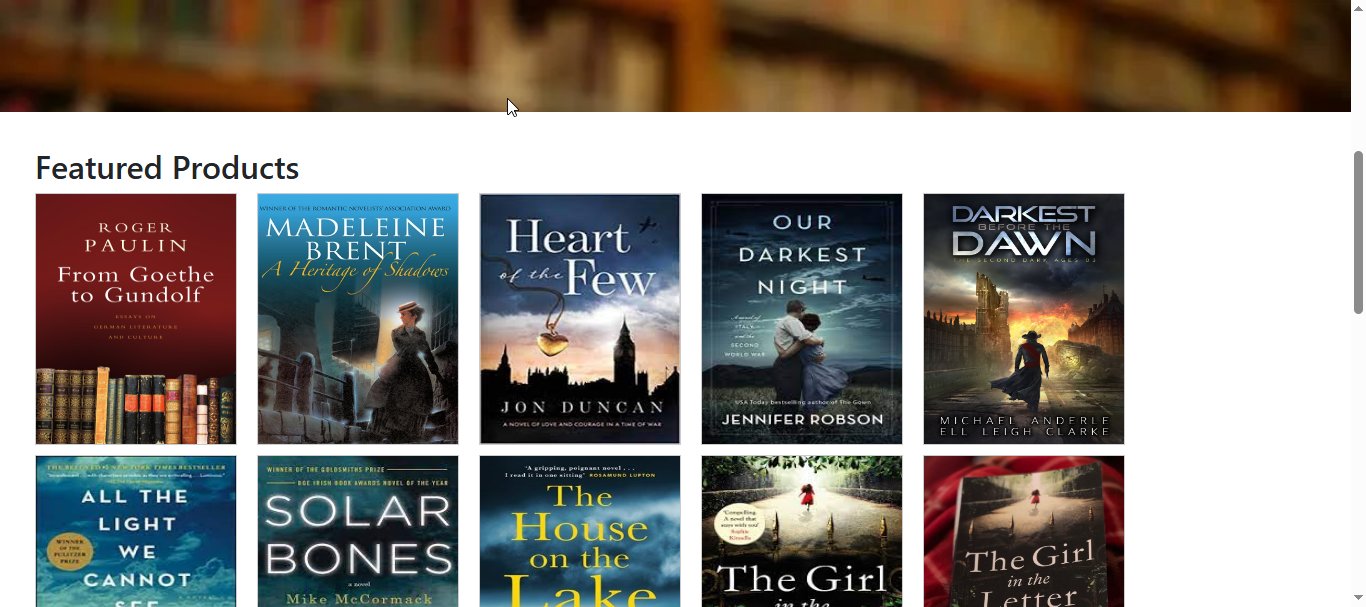 Featured Products
ROGER
PAULIN
From Goethe
to Gundolf
ESSAYS ON
GERMAN LITERATURE
AND CULTURE
WINNER OF THE ROMANTIC NOVELISTS' ASSOCIATION AWARD
MADELEINE
BRENT
A Heritage of Shadows
Heart
of the Few
JON DUNCAN
A NOVEL OF LOVE AND COURAGE IN A TIME OF WAR
OUR
DARKEST
NIGHT
A novel of
ITALY
and the
SECOND
WORLD WAR
USA Today bestselling author of The Gown
JENNIFER ROBSON
DARKEST
BEFORE THE
DAWN
THE SECOND DARK AGES 03
MICHAEL ANDERLE
ELL LEIGH CLARKE
THE BELOVED #1 NEW YORK TIMES BESTSELLER
ALL THE
LIGHT
WE
CANNOT
SEE
WINNER
OF THE
PULITZER
PRIZE
WINNER OF THE GOLDSMITHS PRIZE
BGE IRISH BOOK AWARDS NOVEL OF THE YEAR
SOLAR
BONES
a novel
Mike McCormack
'A gripping, poignant novel . . .
I read it in one sitting' ROSAMUND LUPTON
The
House
on the
Lake
'Compelling.
A novel that
stays with you'
The Girl
in the
The Girl
in the
Letter